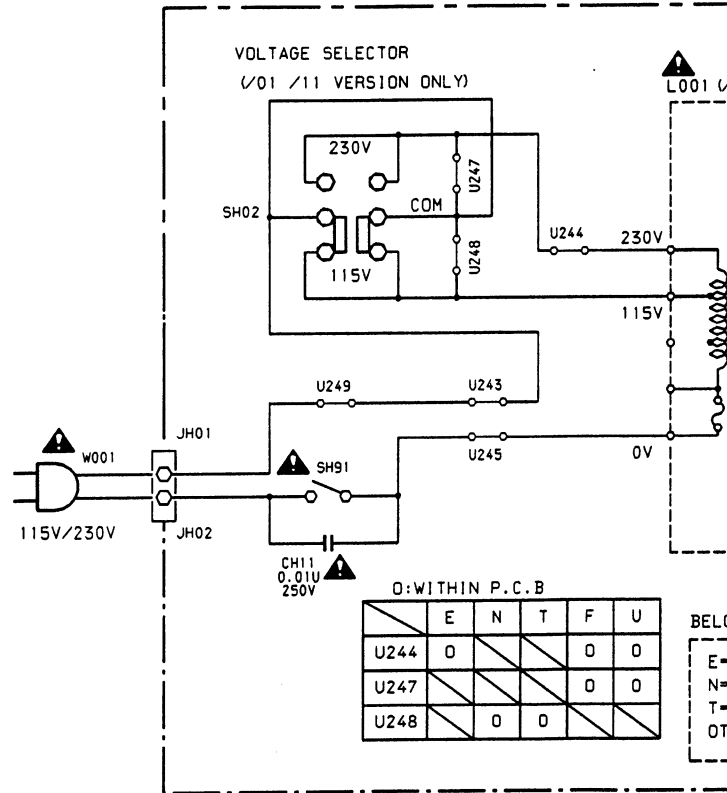 VOLTAGE SELECTOR
(/01 /11 VERSION ONLY)
L001 (/
230V
U247
SH02
COM
U248
U244
230V
115V
115V
U249
U243
JH01
W001
SH91
U245
0V
115V/230V
JH02
CH11
0.01U
250V
O:WITHIN P.C.B
E N T F U
U244 O O O
U247 O O
U248 O O
BELO
E=
N=
T=
OT